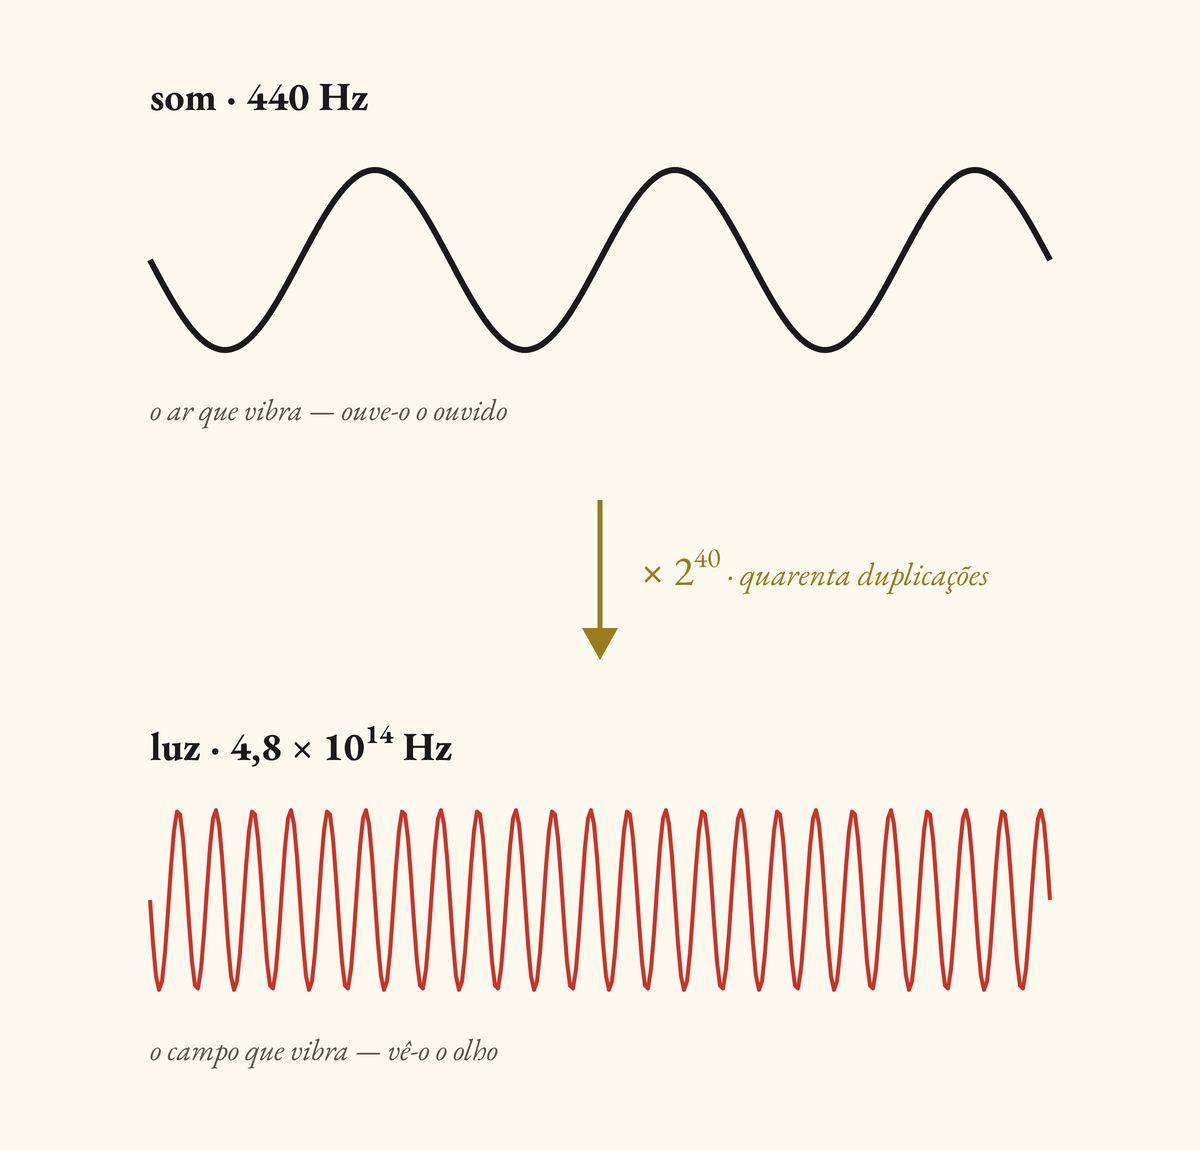 som · 440 Hz
o ar que vibra — ouve-o o ouvido
× 2⁴⁰ · quarenta duplicações
luz · 4,8 × 10¹⁴ Hz
o campo que vibra — vê-o o olho